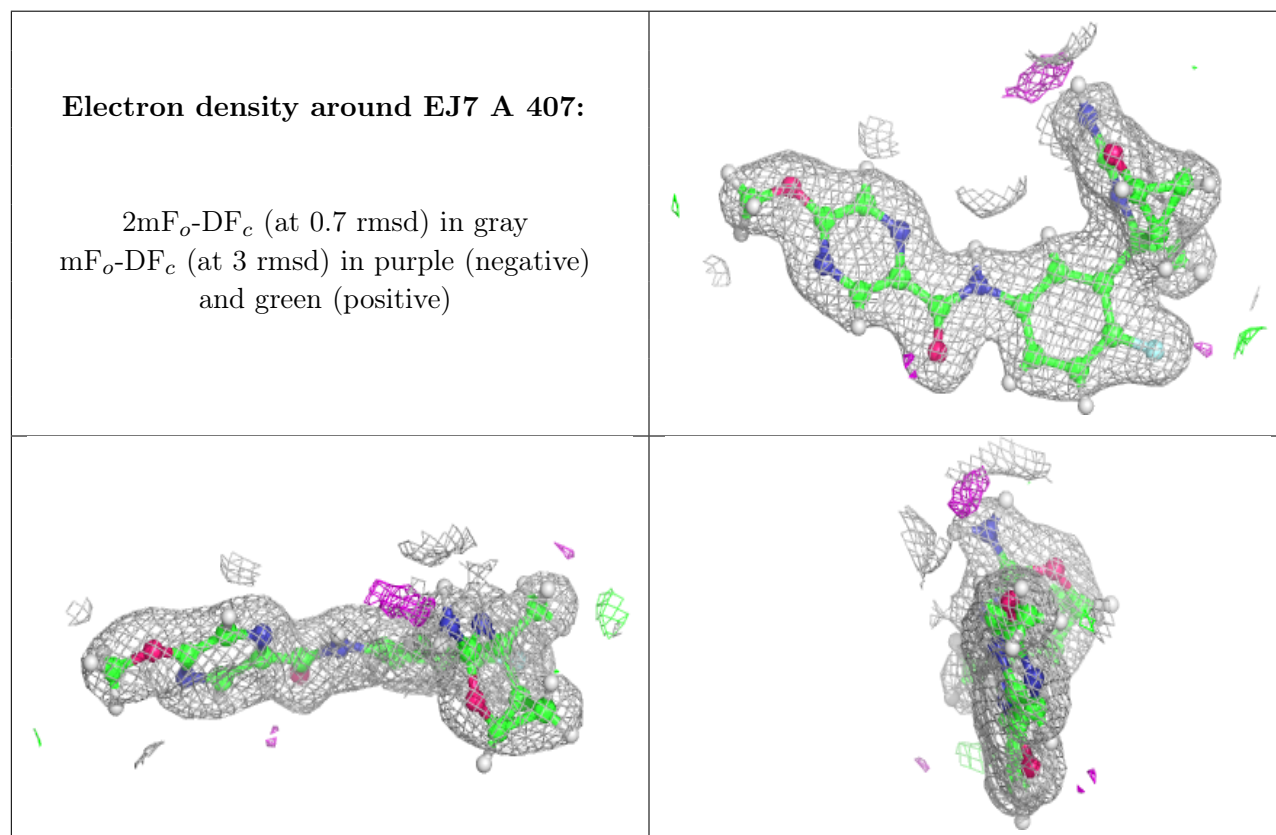 Electron density around EJ7 A 407:
2mFo-DFc (at 0.7 rmsd) in gray
mFo-DFc (at 3 rmsd) in purple (negative)
and green (positive)